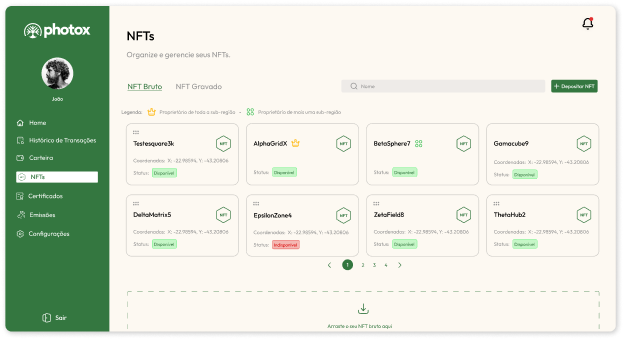 photox
João
Home
Histórico de Transações
Carteira
NFTs
Certificados
Emissões
Configurações
Sair
NFTs
Organize e gerencie seus NFTs.
NFT Bruto NFT Gravado
Nome
+ Depositar NFT
Legenda: Proprietário de toda a sub-região - Proprietário de mais uma sub-região
Testesquare3k NFT
Coordenadas: X: -22.98594, Y: -43.20806
Status: Disponível
AlphaGridX NFT
Status: Disponível
BetaSphere7 NFT
Status: Disponível
Gamacube9 NFT
Coordenadas: X: -22.98594, Y: -43.20806
Status: Disponível
DeltaMatrix5 NFT
Coordenadas: X: -22.98594, Y: -43.20806
Status: Disponível
EpsilonZone4 NFT
Coordenadas: X: -22.98594, Y: -43.20806
Status: Indisponível
ZetaField8 NFT
Coordenadas: X: -22.98594, Y: -43.20806
Status: Disponível
ThetaHub2 NFT
Coordenadas: X: -22.98594, Y: -43.20806
Status: Disponível
1 2 3 4
Arraste o seu NFT bruto aqui